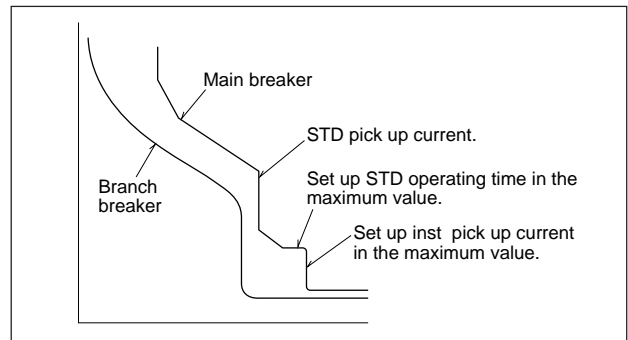 Main breaker
STD pick up current.
Branch
breaker
Set up STD operating time in the
maximum value.
Set up inst pick up current
in the maximum value.